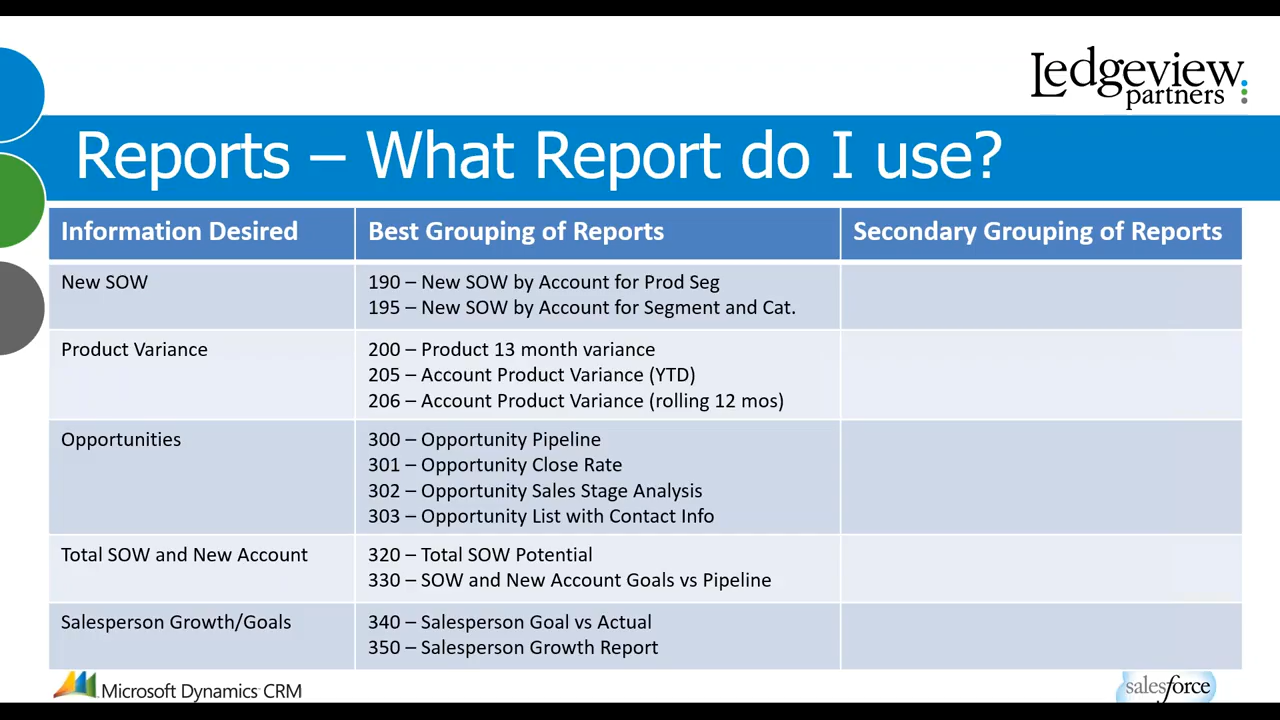 Ledgeview
partners
Reports – What Report do I use?
Information Desired
Best Grouping of Reports
Secondary Grouping of Reports
New SOW
190 – New SOW by Account for Prod Seg
195 – New SOW by Account for Segment and Cat.
Product Variance
200 – Product 13 month variance
205 – Account Product Variance (YTD)
206 – Account Product Variance (rolling 12 mos)
Opportunities
300 – Opportunity Pipeline
301 – Opportunity Close Rate
302 – Opportunity Sales Stage Analysis
303 – Opportunity List with Contact Info
Total SOW and New Account
320 – Total SOW Potential
330 – SOW and New Account Goals vs Pipeline
Salesperson Growth/Goals
340 – Salesperson Goal vs Actual
350 – Salesperson Growth Report
Microsoft Dynamics CRM
salesforce